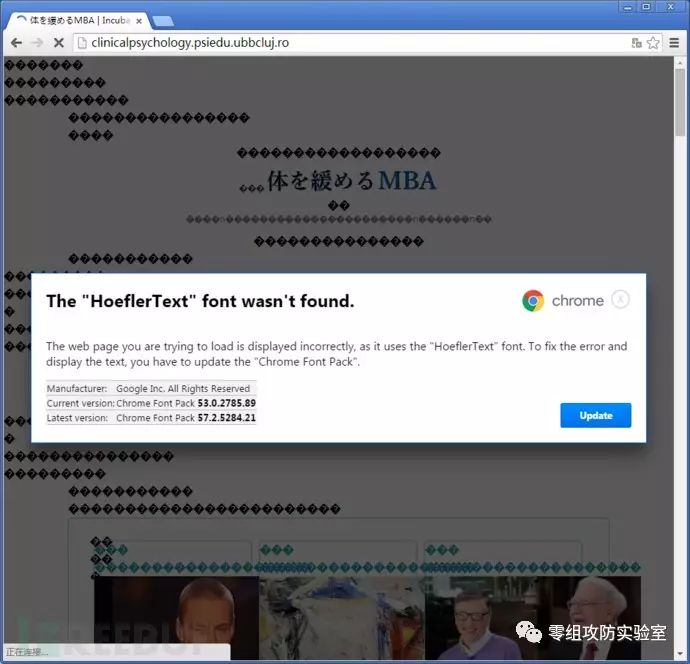 体を緩めるMBA | Incuba
clinicalpsychology.psiedu.ubbcluj.ro
体を緩めるMBA
The "HoeflerText" font wasn't found.
chrome
X
The web page you are trying to load is displayed incorrectly, as it uses the "HoeflerText" font. To fix the error and
display the text, you have to update the "Chrome Font Pack".
Manufacturer: Google Inc. All Rights Reserved
Current version: Chrome Font Pack 53.0.2785.89
Latest version: Chrome Font Pack 57.2.5284.21
Update
正在连接...
REEBUF
零组攻防实验室